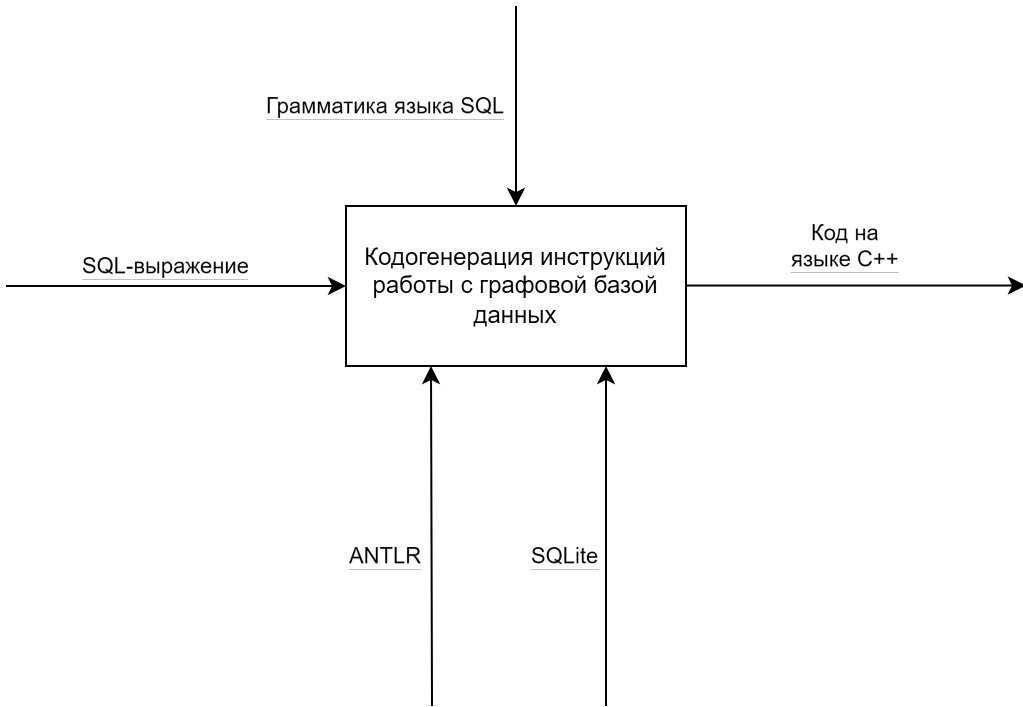 Грамматика языка SQL
SQL-выражение
Кодогенерация инструкций
работы с графовой базой
данных
Код на
языке C++
ANTLR
SQLite